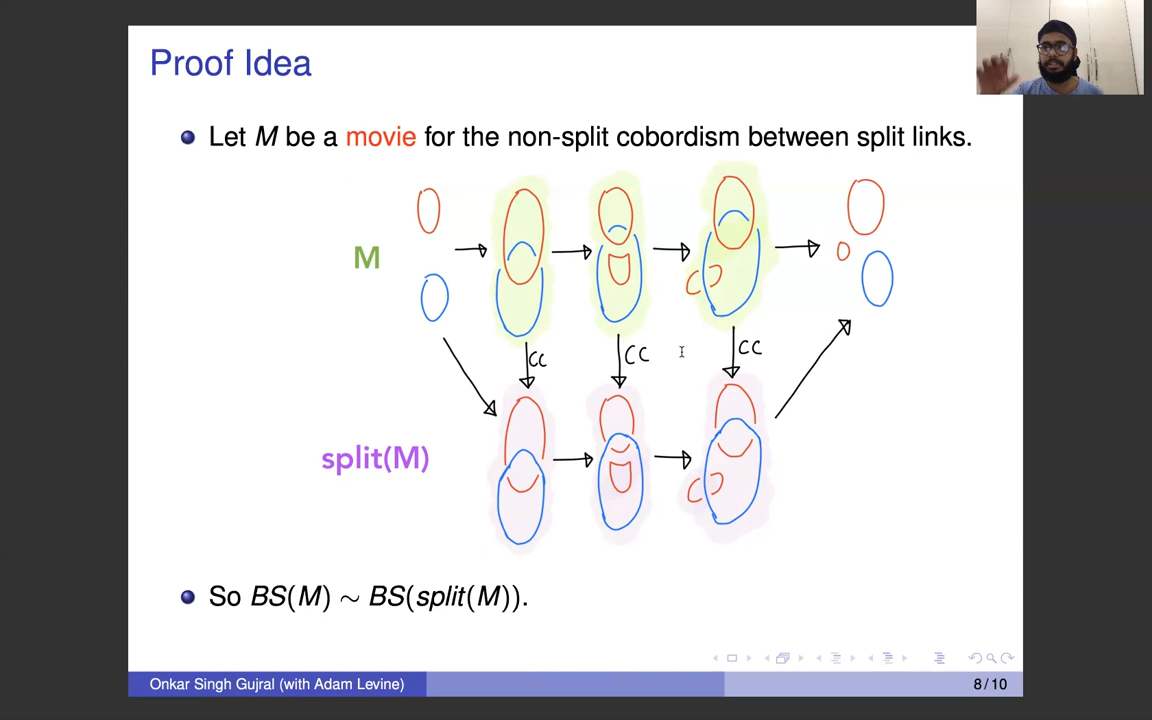 Proof Idea
Let M be a movie for the non-split cobordism between split links.
M
CC
CC
CC
split(M)
So BS(M) ∼ BS(split(M)).
Onkar Singh Gujral (with Adam Levine)
8 / 10